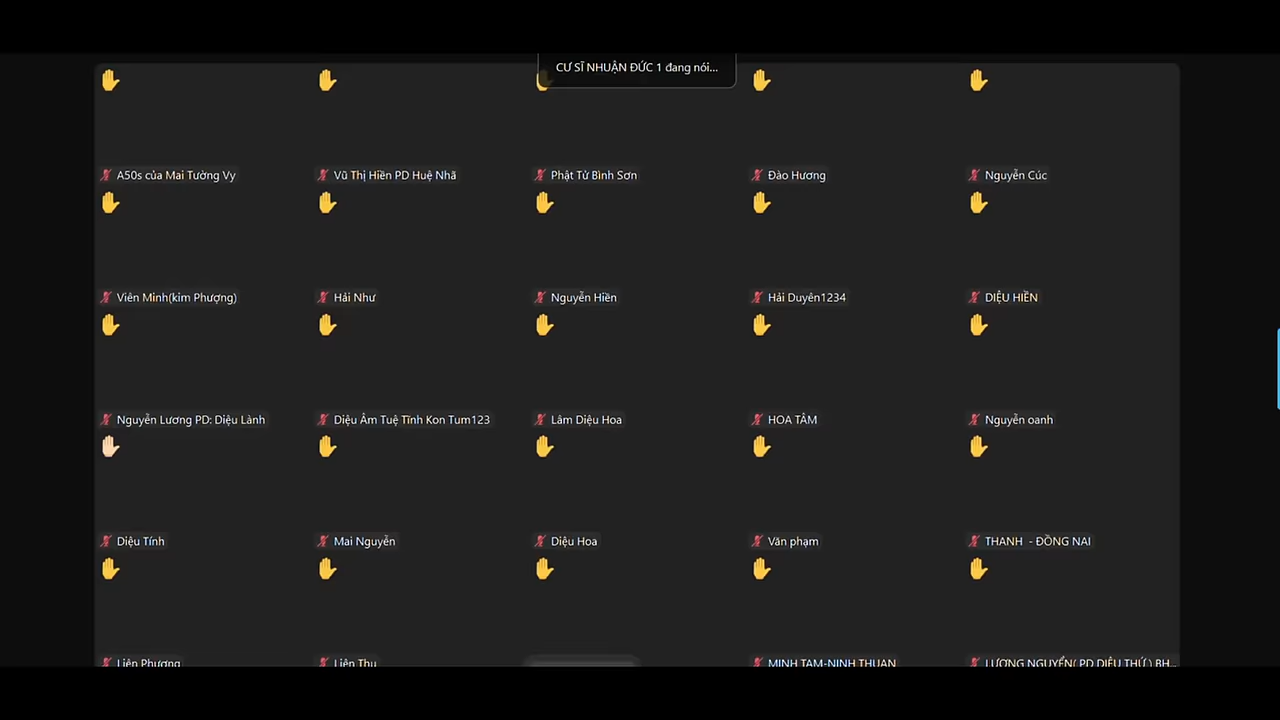 CƯ SĨ NHUẬN ĐỨC 1 đang nói...
A50s của Mai Tường Vy
Vũ Thị Hiền PD Huệ Nhã
Phật Tử Bình Sơn
Đào Hương
Nguyễn Cúc
Viên Minh(kim Phượng)
Hải Như
Nguyễn Hiền
Hải Duyên1234
DIỆU HIỀN
Nguyễn Lương PD: Diệu Lành
Diệu Âm Tuệ Tĩnh Kon Tum123
Lâm Diệu Hoa
HOA TÂM
Nguyễn oanh
Diệu Tính
Mai Nguyễn
Diệu Hoa
Văn phạm
THANH - ĐỒNG NAI
Liên Phương
Liên Thu
MINH TAM-NINH THUAN
LƯƠNG NGUYỄN( PD DIỆU THỨ ) BH...